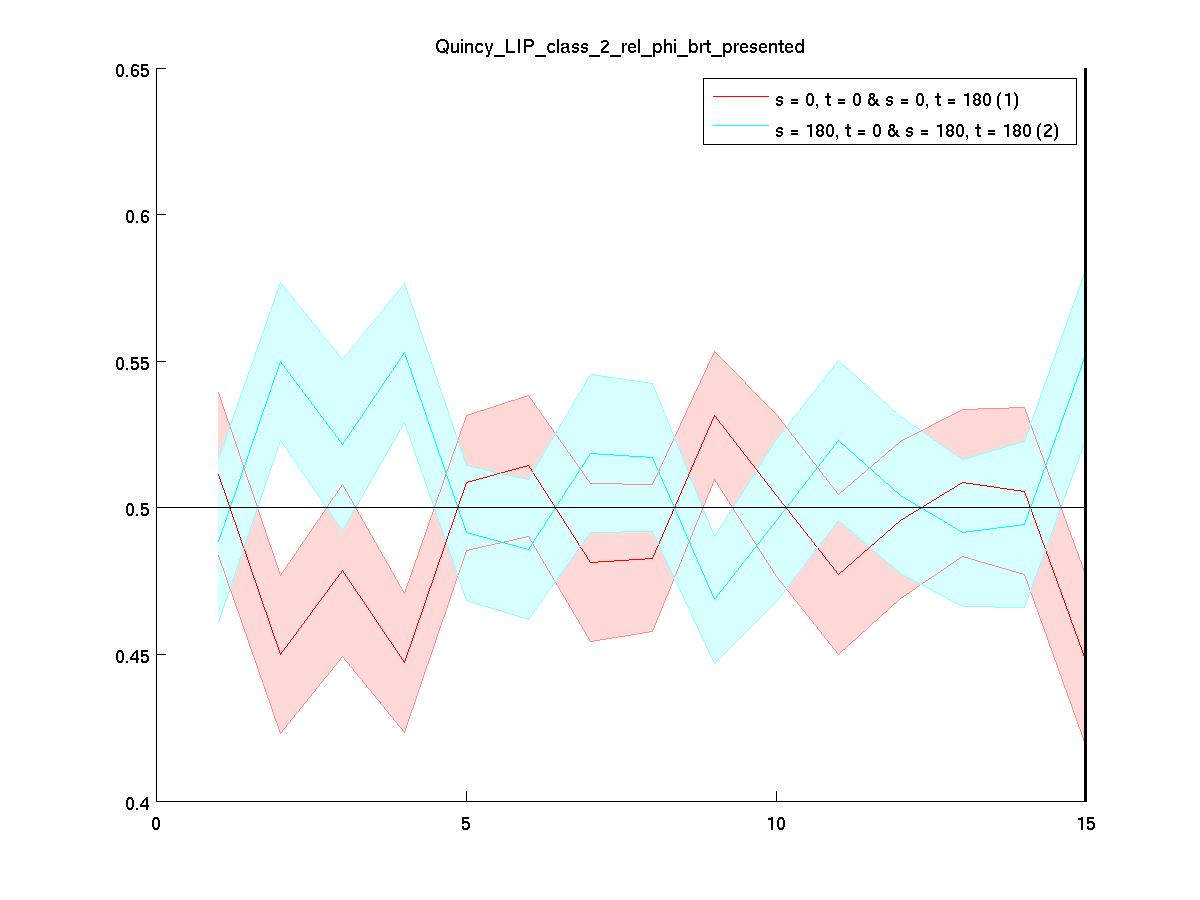 Quincy_LIP_class_2_rel_phi_brt_presented
0.65
s = 0, t = 0 & s = 0, t = 180 (1)
s = 180, t = 0 & s = 180, t = 180 (2)
0.6
0.55
0.5
0.45
0.4
0 5 10 15